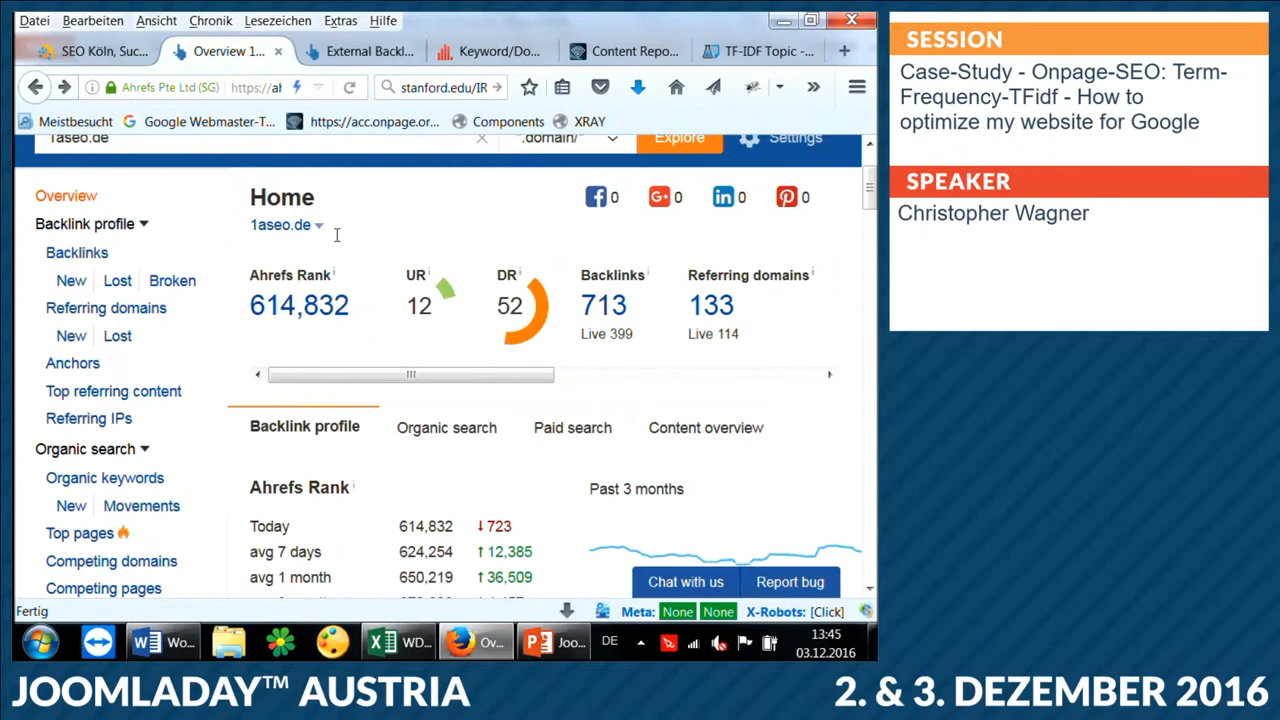 Datei Bearbeiten Ansicht Chronik Lesezeichen Extras Hilfe
SEO Köln, Suc... Overview 1... × External Backl... Keyword/Do... Content Repo... TF-IDF Topic -... +
Ahrefs Pte Ltd (SG) https://al stanford.edu/IR
Meistbesucht Google Webmaster-T... https://acc.onpage.or... Components XRAY
1aseo.de *.domain/* Explore Settings
Overview
Backlink profile
Backlinks
New Lost Broken
Referring domains
New Lost
Anchors
Top referring content
Referring IPs
Organic search
Organic keywords
New Movements
Top pages
Competing domains
Competing pages
Home
0 0 0 0
1aseo.de
Ahrefs Rank UR DR Backlinks Referring domains
614,832 12 52 713 133
Live 399 Live 114
Backlink profile Organic search Paid search Content overview
Ahrefs Rank Past 3 months
Today 614,832 ↓723
avg 7 days 624,254 ↑12,385
avg 1 month 650,219 ↑36,509
Chat with us Report bug
Fertig Meta: None None X-Robots: [Click]
Wo... WD... Ov... Joo... DE 13:45
03.12.2016
SESSION
Case-Study - Onpage-SEO: Term-
Frequency-TFidf - How to
optimize my website for Google
SPEAKER
Christopher Wagner
JOOMLADAY™ AUSTRIA 2. & 3. DEZEMBER 2016